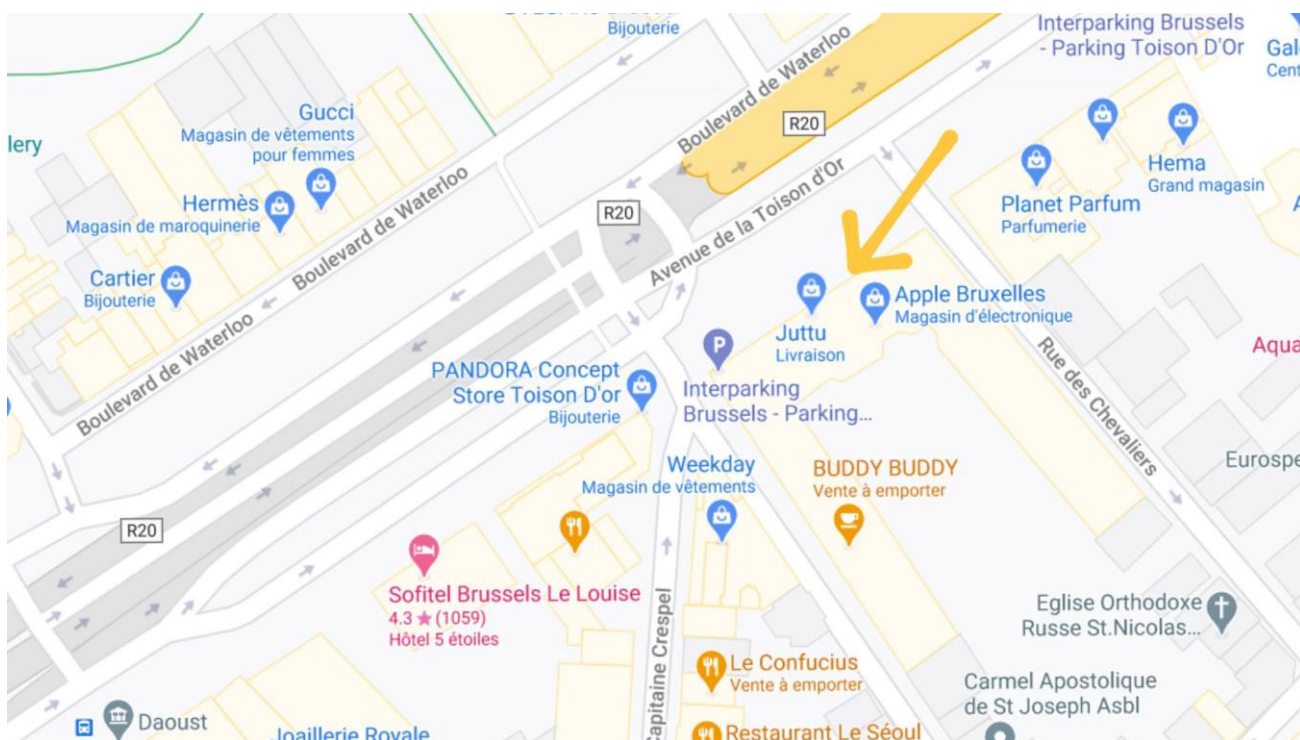 Bijouterie
Interparking Brussels
- Parking Toison D'Or
Gucci
Magasin de vêtements
pour femmes
Hermès
Magasin de maroquinerie
Cartier
Bijouterie
Boulevard de Waterloo
Boulevard de Waterloo
Boulevard de Waterloo
R20
R20
R20
Avenue de la Toison d'Or
Hema
Grand magasin
Planet Parfum
Parfumerie
Juttu
Livraison
Apple Bruxelles
Magasin d'électronique
PANDORA Concept
Store Toison D'or
Bijouterie
P
Interparking
Brussels - Parking...
Rue des Chevaliers
Weekday
Magasin de vêtements
BUDDY BUDDY
Vente à emporter
Sofitel Brussels Le Louise
4.3 ★ (1059)
Hôtel 5 étoiles
Capitaine Crespel
Eglise Orthodoxe
Russe St.Nicolas...
Le Confucius
Vente à emporter
Carmel Apostolique
de St Joseph Asbl
Daoust
Joaillerie Royale
Restaurant Le Séoul